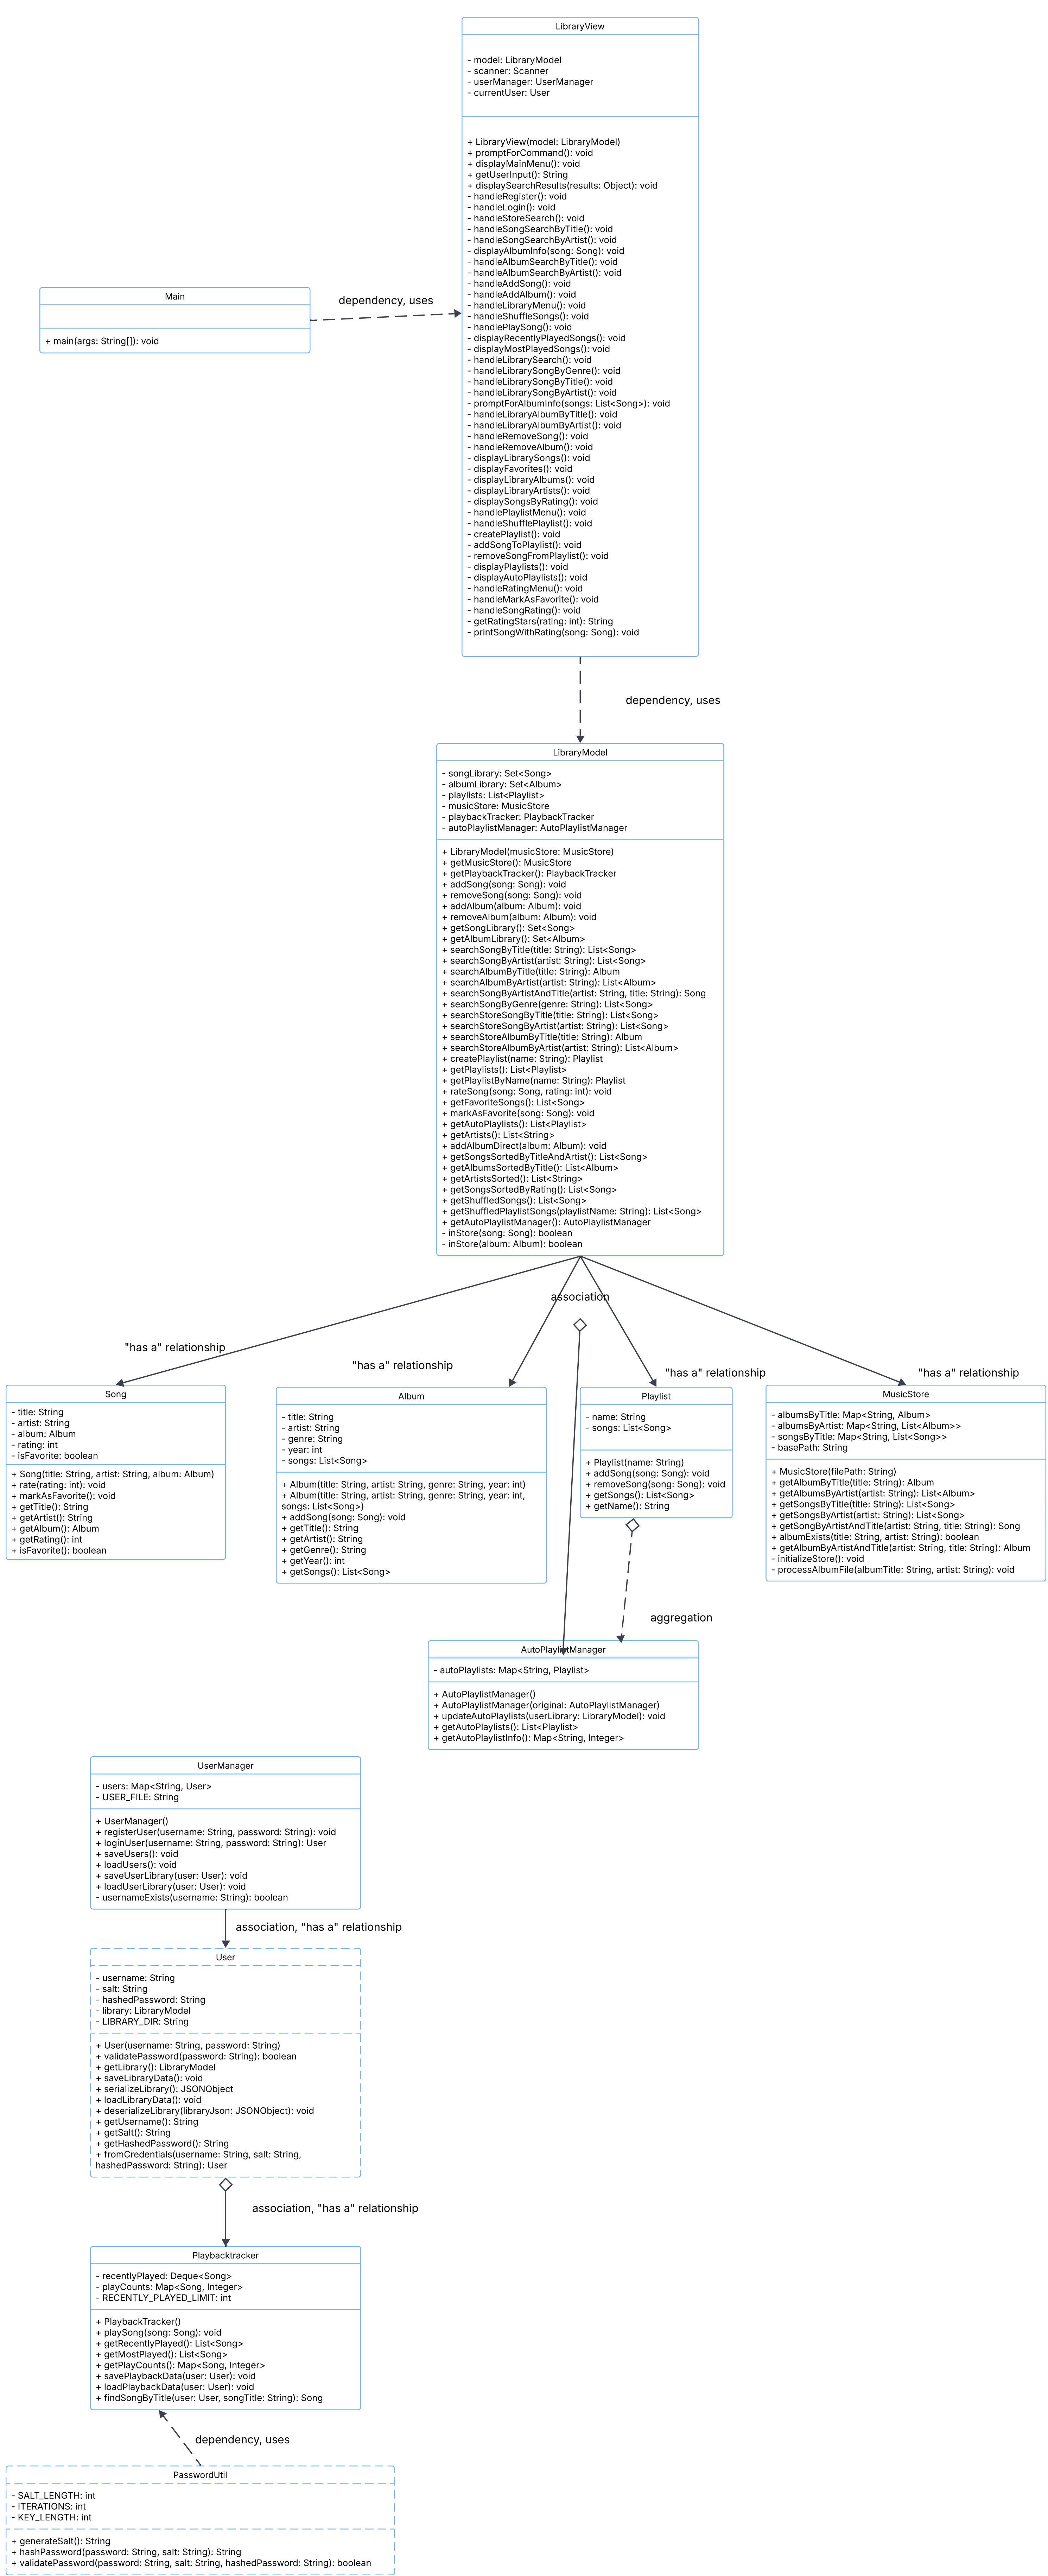 LibraryView
- model: LibraryModel
- scanner: Scanner
- userManager: UserManager
- currentUser: User
+ LibraryView(model: LibraryModel)
+ promptForCommand(): void
+ displayMainMenu(): void
+ getUserInput(): String
+ displaySearchResults(results: Object): void
- handleRegister(): void
- handleLogin(): void
- handleStoreSearch(): void
- handleSongSearchByTitle(): void
- handleSongSearchByArtist(): void
- displayAlbumInfo(song: Song): void
- handleAlbumSearchByTitle(): void
- handleAlbumSearchByArtist(): void
- handleAddSong(): void
- handleAddAlbum(): void
- handleLibraryMenu(): void
- handleShuffleSongs(): void
- handlePlaySong(): void
- displayRecentlyPlayedSongs(): void
- displayMostPlayedSongs(): void
- handleLibrarySearch(): void
- handleLibrarySongByGenre(): void
- handleLibrarySongByTitle(): void
- handleLibrarySongByArtist(): void
- promptForAlbumInfo(songs: List<Song>): void
- handleLibraryAlbumByTitle(): void
- handleLibraryAlbumByArtist(): void
- handleRemoveSong(): void
- handleRemoveAlbum(): void
- displayLibrarySongs(): void
- displayFavorites(): void
- displayLibraryAlbums(): void
- displayLibraryArtists(): void
- displaySongsByRating(): void
- handlePlaylistMenu(): void
- handleShufflePlaylist(): void
- createPlaylist(): void
- addSongToPlaylist(): void
- removeSongFromPlaylist(): void
- displayPlaylists(): void
- displayAutoPlaylists(): void
- handleRatingMenu(): void
- handleMarkAsFavorite(): void
- handleSongRating(): void
- getRatingStars(rating: int): String
- printSongWithRating(song: Song): void
Main
+ main(args: String[]): void
dependency, uses
dependency, uses
LibraryModel
- songLibrary: Set<Song>
- albumLibrary: Set<Album>
- playlists: List<Playlist>
- musicStore: MusicStore
- playbackTracker: PlaybackTracker
- autoPlaylistManager: AutoPlaylistManager
+ LibraryModel(musicStore: MusicStore)
+ getMusicStore(): MusicStore
+ getPlaybackTracker(): PlaybackTracker
+ addSong(song: Song): void
+ removeSong(song: Song): void
+ addAlbum(album: Album): void
+ removeAlbum(album: Album): void
+ getSongLibrary(): Set<Song>
+ getAlbumLibrary(): Set<Album>
+ searchSongByTitle(title: String): List<Song>
+ searchSongByArtist(artist: String): List<Song>
+ searchAlbumByTitle(title: String): Album
+ searchAlbumByArtist(artist: String): List<Album>
+ searchSongByArtistAndTitle(artist: String, title: String): Song
+ searchSongByGenre(genre: String): List<Song>
+ searchStoreSongByTitle(title: String): List<Song>
+ searchStoreSongByArtist(artist: String): List<Song>
+ searchStoreAlbumByTitle(title: String): Album
+ searchStoreAlbumByArtist(artist: String): List<Album>
+ createPlaylist(name: String): Playlist
+ getPlaylists(): List<Playlist>
+ getPlaylistByName(name: String): Playlist
+ rateSong(song: Song, rating: int): void
+ getFavoriteSongs(): List<Song>
+ markAsFavorite(song: Song): void
+ getAutoPlaylists(): List<Playlist>
+ getArtists(): List<String>
+ addAlbumDirect(album: Album): void
+ getSongsSortedByTitleAndArtist(): List<Song>
+ getAlbumsSortedByTitle(): List<Album>
+ getArtistsSorted(): List<String>
+ getSongsSortedByRating(): List<Song>
+ getShuffledSongs(): List<Song>
+ getShuffledPlaylistSongs(playlistName: String): List<Song>
+ getAutoPlaylistManager(): AutoPlaylistManager
- inStore(song: Song): boolean
- inStore(album: Album): boolean
association
"has a" relationship
"has a" relationship
"has a" relationship
"has a" relationship
Song
- title: String
- artist: String
- album: Album
- rating: int
- isFavorite: boolean
+ Song(title: String, artist: String, album: Album)
+ rate(rating: int): void
+ markAsFavorite(): void
+ getTitle(): String
+ getArtist(): String
+ getAlbum(): Album
+ getRating(): int
+ isFavorite(): boolean
Album
- title: String
- artist: String
- genre: String
- year: int
- songs: List<Song>
+ Album(title: String, artist: String, genre: String, year: int)
+ Album(title: String, artist: String, genre: String, year: int,
songs: List<Song>)
+ addSong(song: Song): void
+ getTitle(): String
+ getArtist(): String
+ getGenre(): String
+ getYear(): int
+ getSongs(): List<Song>
Playlist
- name: String
- songs: List<Song>
+ Playlist(name: String)
+ addSong(song: Song): void
+ removeSong(song: Song): void
+ getSongs(): List<Song>
+ getName(): String
MusicStore
- albumsByTitle: Map<String, Album>
- albumsByArtist: Map<String, List<Album>>
- songsByTitle: Map<String, List<Song>>
- basePath: String
+ MusicStore(filePath: String)
+ getAlbumByTitle(title: String): Album
+ getAlbumsByArtist(artist: String): List<Album>
+ getSongsByTitle(title: String): List<Song>
+ getSongsByArtist(artist: String): List<Song>
+ getSongByArtistAndTitle(artist: String, title: String): Song
+ albumExists(title: String, artist: String): boolean
+ getAlbumByArtistAndTitle(artist: String, title: String): Album
- initializeStore(): void
- processAlbumFile(albumTitle: String, artist: String): void
aggregation
AutoPlaylistManager
- autoPlaylists: Map<String, Playlist>
+ AutoPlaylistManager()
+ AutoPlaylistManager(original: AutoPlaylistManager)
+ updateAutoPlaylists(userLibrary: LibraryModel): void
+ getAutoPlaylists(): List<Playlist>
+ getAutoPlaylistInfo(): Map<String, Integer>
UserManager
- users: Map<String, User>
- USER_FILE: String
+ UserManager()
+ registerUser(username: String, password: String): void
+ loginUser(username: String, password: String): User
+ saveUsers(): void
+ loadUsers(): void
+ saveUserLibrary(user: User): void
+ loadUserLibrary(user: User): void
- usernameExists(username: String): boolean
association, "has a" relationship
User
- username: String
- salt: String
- hashedPassword: String
- library: LibraryModel
- LIBRARY_DIR: String
+ User(username: String, password: String)
+ validatePassword(password: String): boolean
+ getLibrary(): LibraryModel
+ saveLibraryData(): void
+ serializeLibrary(): JSONObject
+ loadLibraryData(): void
+ deserializeLibrary(libraryJson: JSONObject): void
+ getUsername(): String
+ getSalt(): String
+ getHashedPassword(): String
+ fromCredentials(username: String, salt: String,
hashedPassword: String): User
association, "has a" relationship
Playbacktracker
- recentlyPlayed: Deque<Song>
- playCounts: Map<Song, Integer>
- RECENTLY_PLAYED_LIMIT: int
+ PlaybackTracker()
+ playSong(song: Song): void
+ getRecentlyPlayed(): List<Song>
+ getMostPlayed(): List<Song>
+ getPlayCounts(): Map<Song, Integer>
+ savePlaybackData(user: User): void
+ loadPlaybackData(user: User): void
+ findSongByTitle(user: User, songTitle: String): Song
dependency, uses
PasswordUtil
- SALT_LENGTH: int
- ITERATIONS: int
- KEY_LENGTH: int
+ generateSalt(): String
+ hashPassword(password: String, salt: String): String
+ validatePassword(password: String, salt: String, hashedPassword: String): boolean